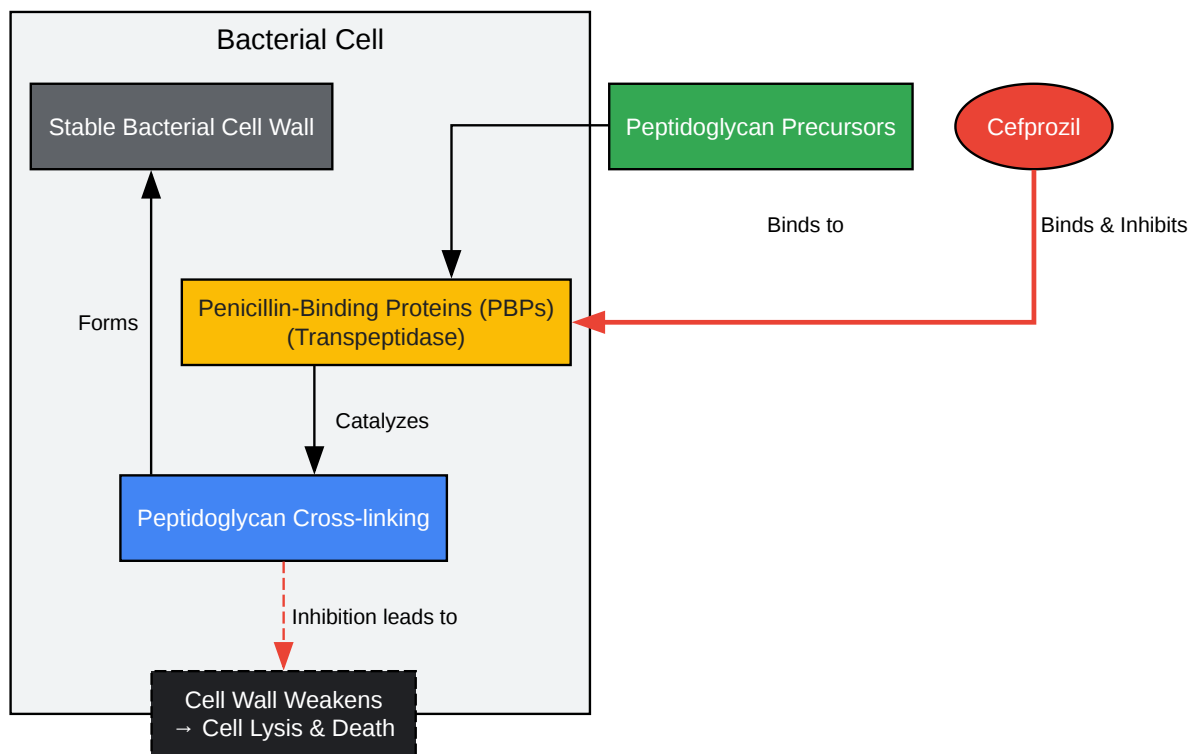 Bacterial Cell
Stable Bacterial Cell Wall
Peptidoglycan Precursors
Cefprozil
Binds to
Binds & Inhibits
Penicillin-Binding Proteins (PBPs)
(Transpeptidase)
Forms
Catalyzes
Peptidoglycan Cross-linking
Inhibition leads to
Cell Wall Weakens
→ Cell Lysis & Death